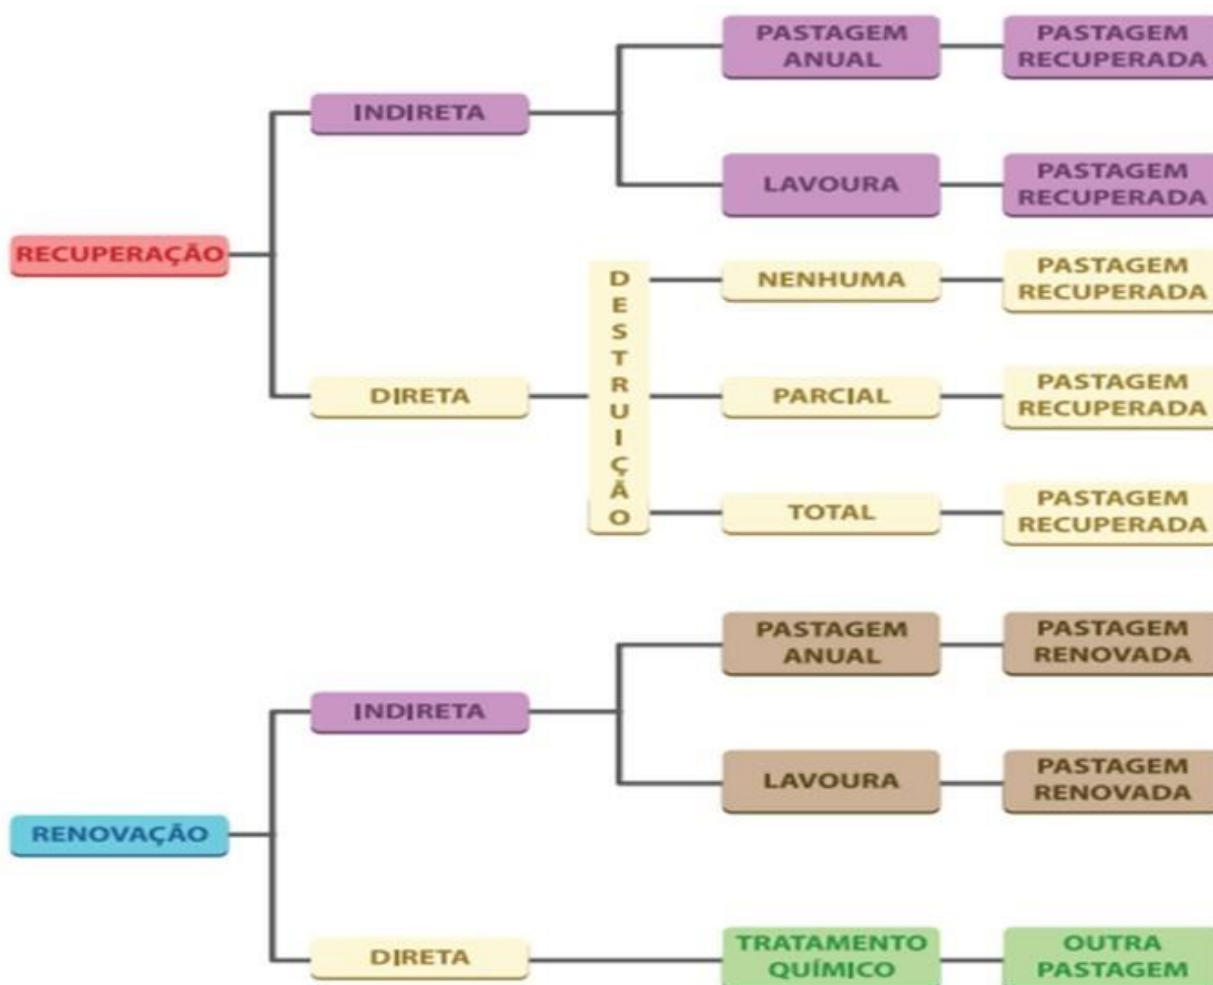 PASTAGEM
ANUAL
PASTAGEM
RECUPERADA
INDIRETA
LAVOURA
PASTAGEM
RECUPERADA
RECUPERAÇÃO
DESTRUIÇÃO
NENHUMA
PASTAGEM
RECUPERADA
DIRETA
PARCIAL
PASTAGEM
RECUPERADA
TOTAL
PASTAGEM
RECUPERADA
PASTAGEM
ANUAL
PASTAGEM
RENOVADA
INDIRETA
LAVOURA
PASTAGEM
RENOVADA
RENOVAÇÃO
DIRETA
TRATAMENTO
QUÍMICO
OUTRA
PASTAGEM